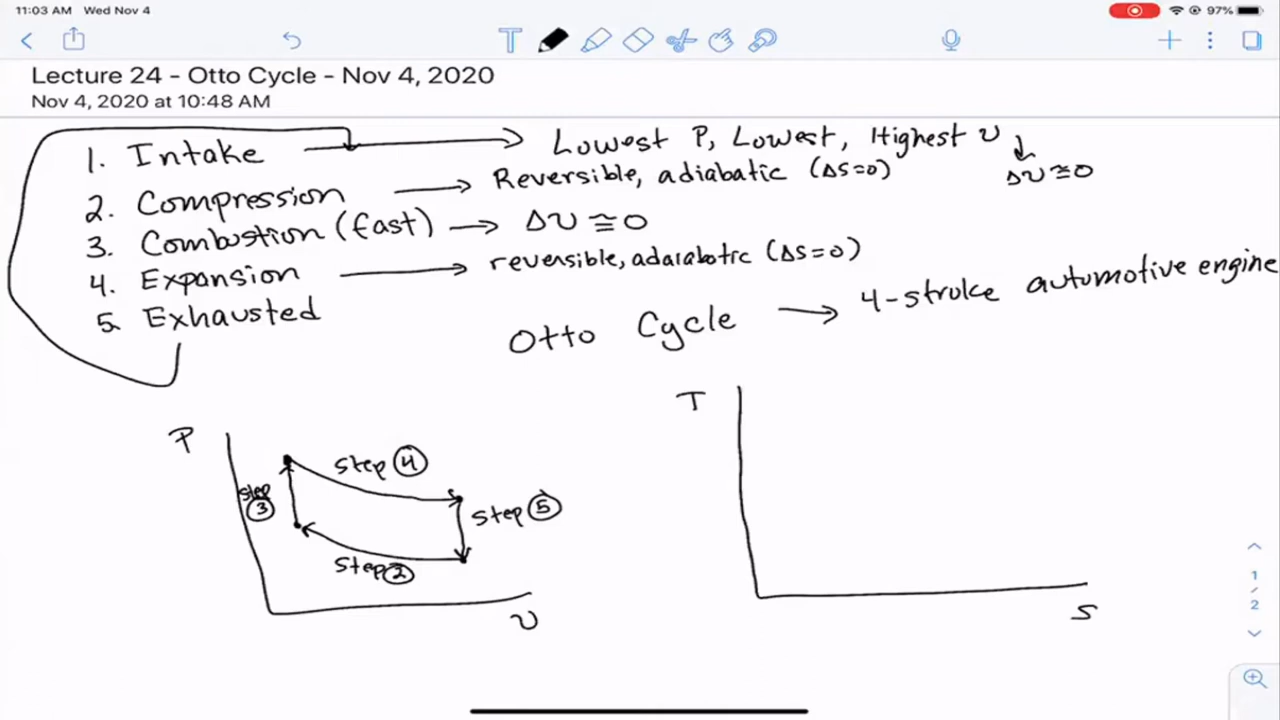 11:03 AM Wed Nov 4
97%
Lecture 24 - Otto Cycle - Nov 4, 2020
Nov 4, 2020 at 10:48 AM
1. Intake → Lowest P, Lowest, Highest v
Δv≅0
2. Compression → Reversible, adiabatic (Δs=0)
3. Combustion (fast) → Δv ≅ 0
4. Expansion → reversible, adarabotic (Δs=0)
5. Exhausted
Otto Cycle → 4-stroke automotive engine
P
step ④
step
③
step ⑤
step ②
v
T
s
1
/
2